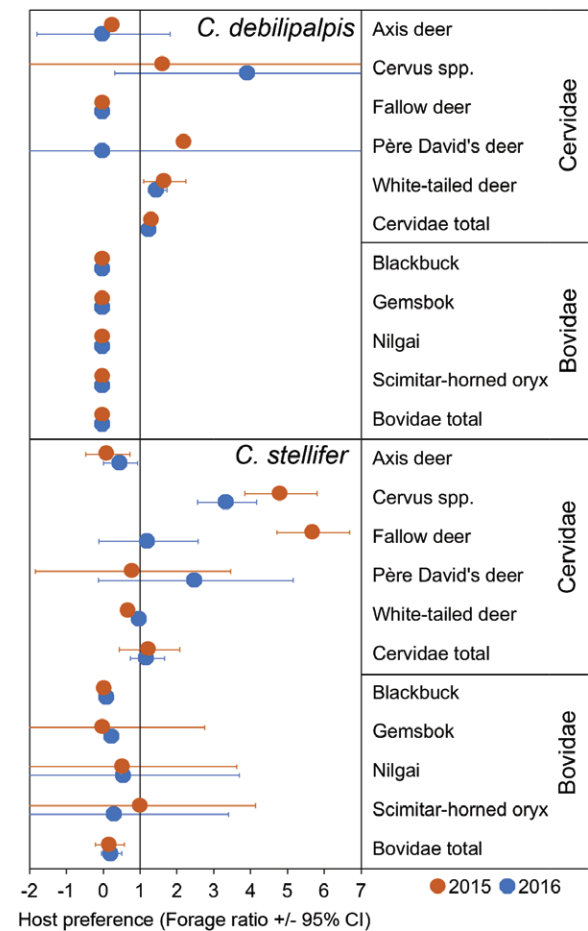 C. debilipalpis
Axis deer
Cervus spp.
Fallow deer
Père David's deer
White-tailed deer
Cervidae total
Cervidae
Blackbuck
Gemsbok
Nilgai
Scimitar-horned oryx
Bovidae total
Bovidae
C. stellifer
Axis deer
Cervus spp.
Fallow deer
Père David's deer
White-tailed deer
Cervidae total
Cervidae
Blackbuck
Gemsbok
Nilgai
Scimitar-horned oryx
Bovidae total
Bovidae
-2 -1 0 1 2 3 4 5 6 7
2015 2016
Host preference (Forage ratio +/- 95% CI)